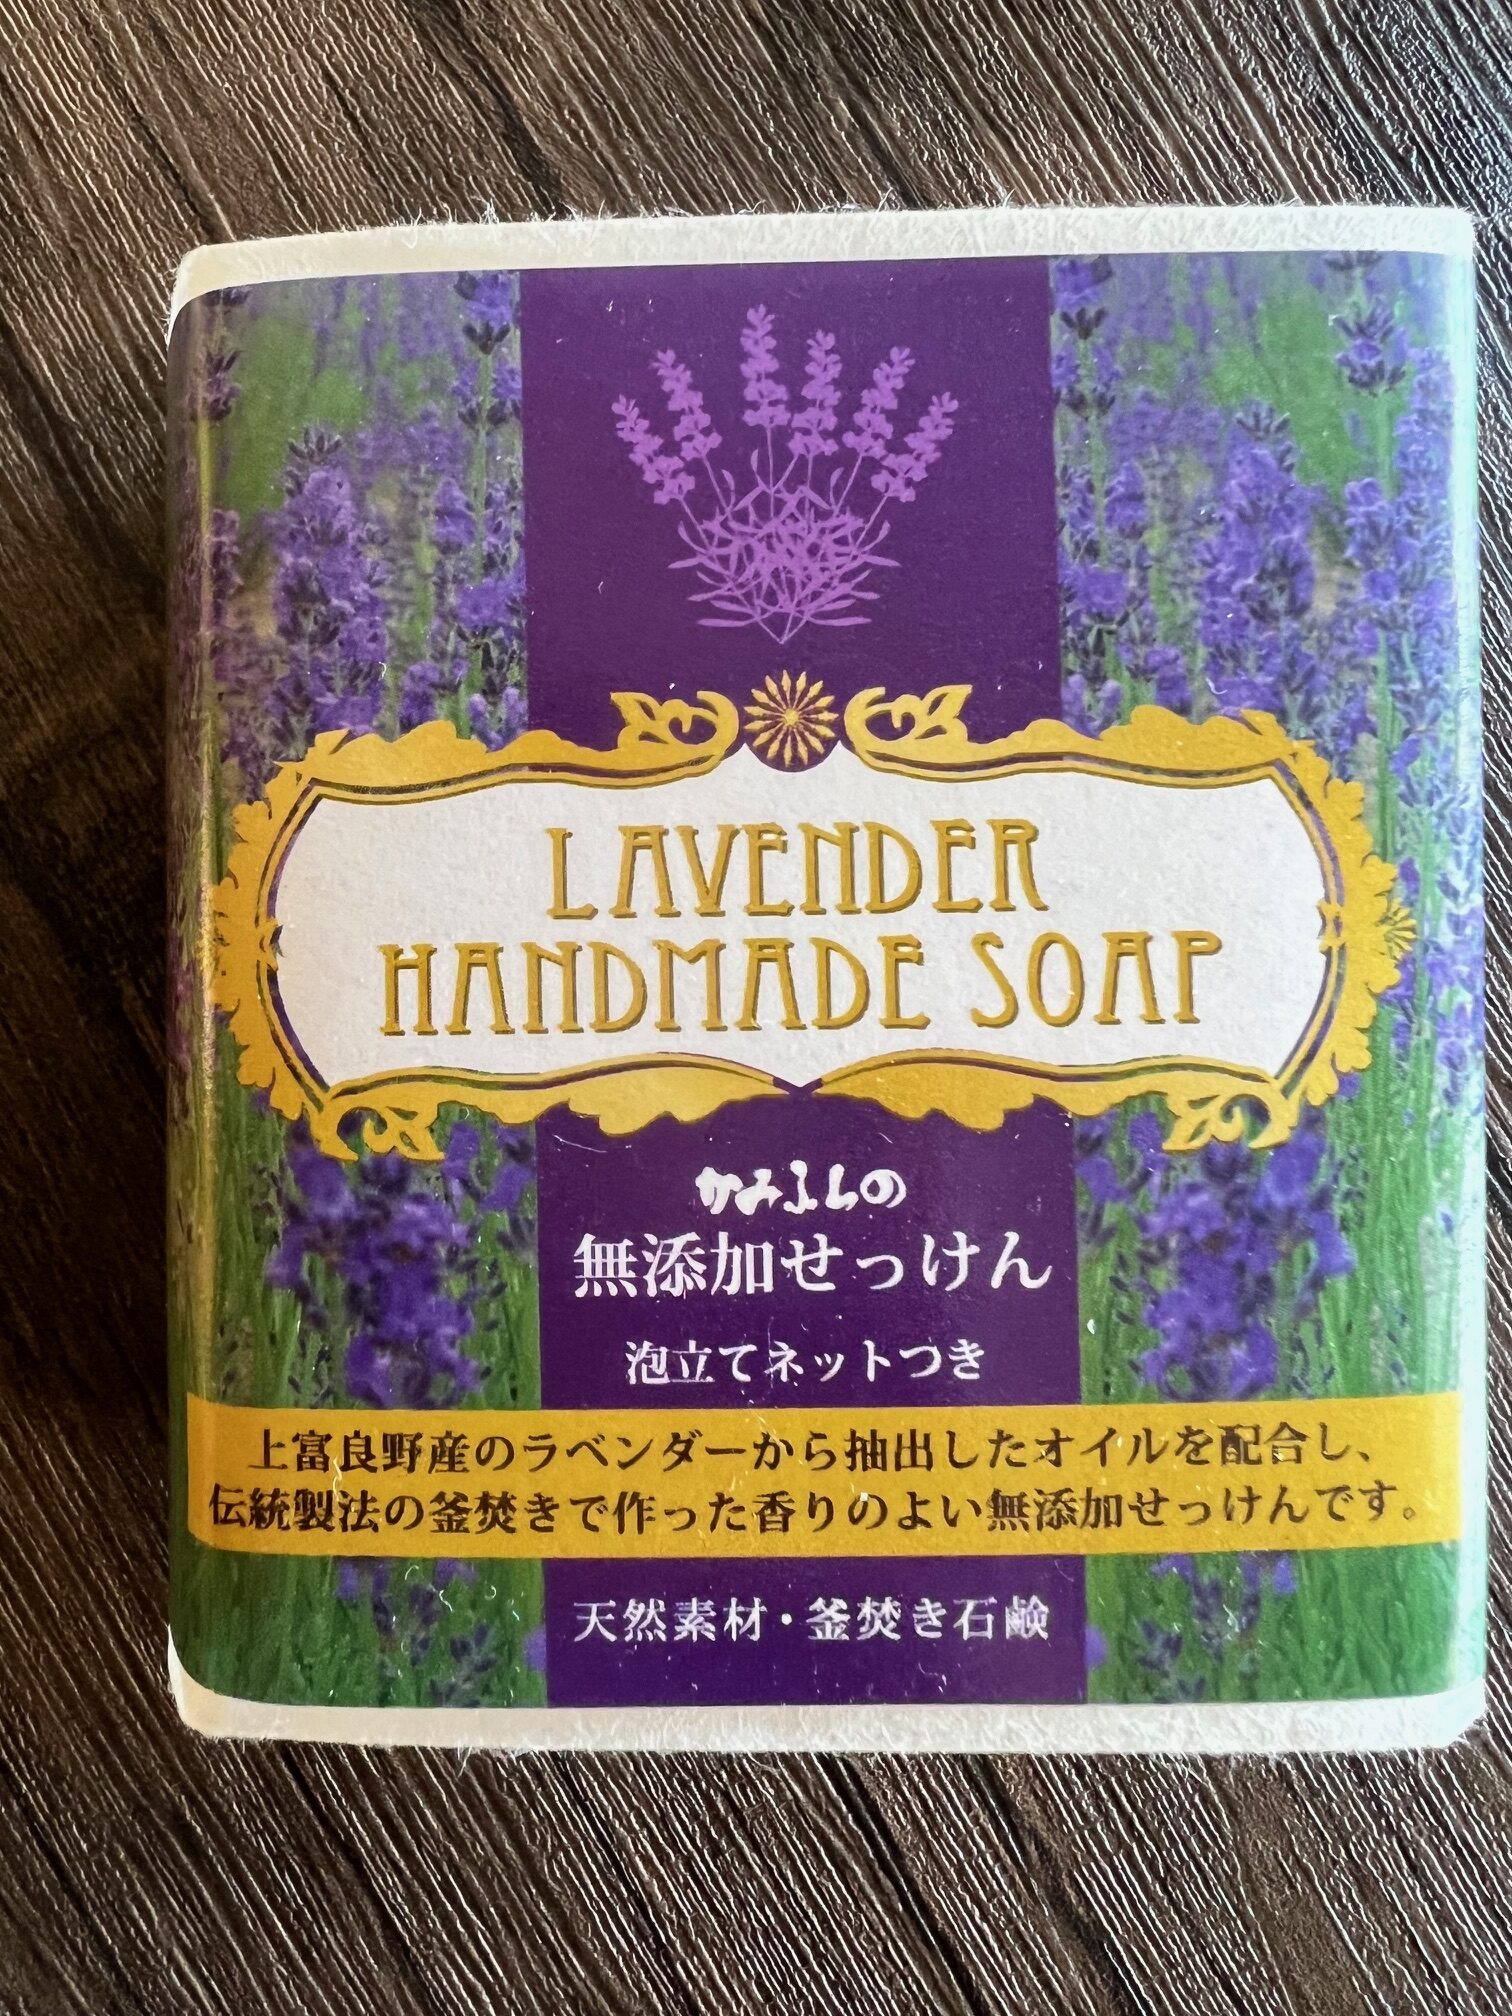 LAVENDER
HANDMADE SOAP
かみふらの
無添加せっけん
泡立てネットつき
上富良野産のラベンダーから抽出したオイルを配合し、
伝統製法の釜焚きで作った香りのよい無添加せっけんです。
天然素材・釜焚き石鹸